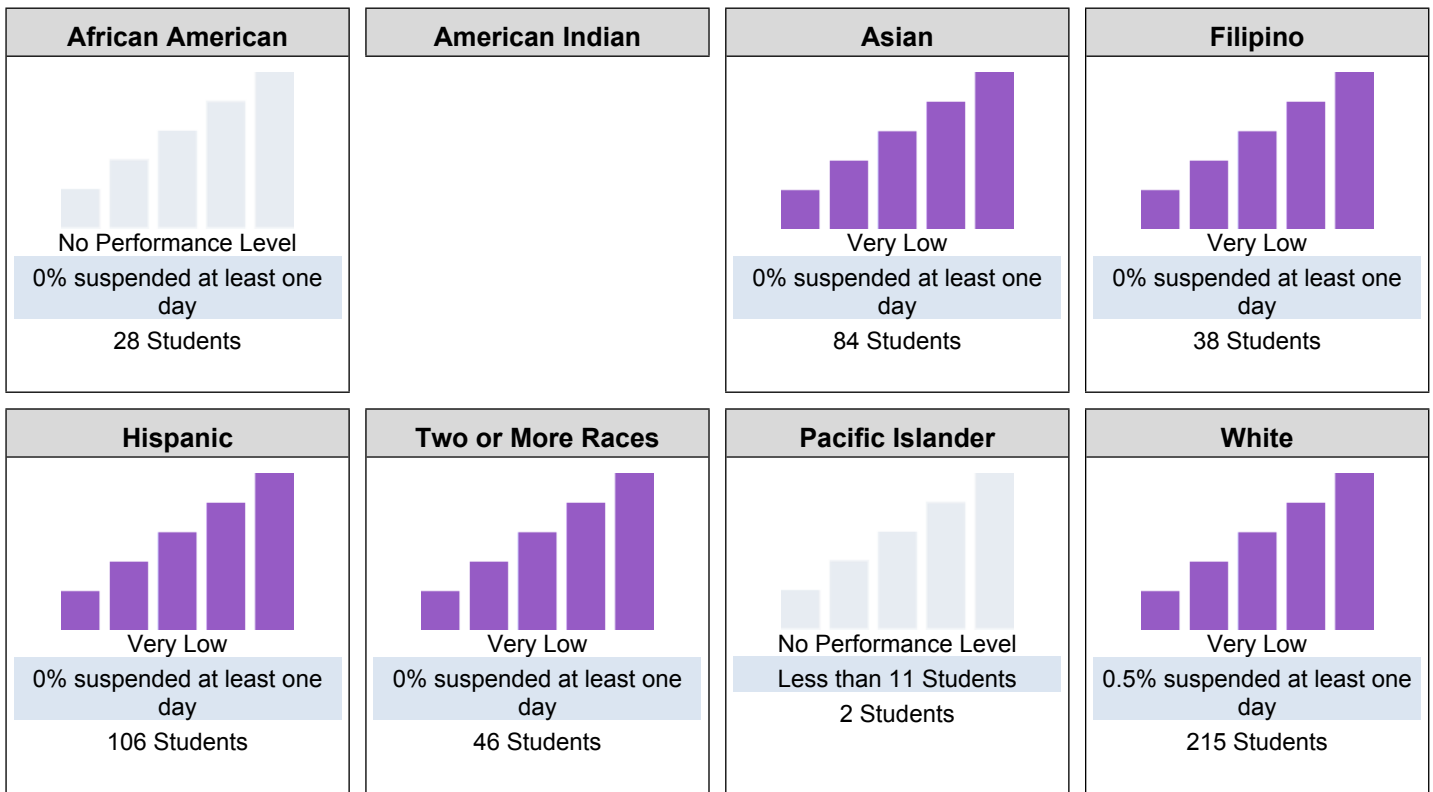 African American
No Performance Level
0% suspended at least one
day
28 Students
American Indian
Asian
Very Low
0% suspended at least one
day
84 Students
Filipino
Very Low
0% suspended at least one
day
38 Students
Hispanic
Very Low
0% suspended at least one
day
106 Students
Two or More Races
Very Low
0% suspended at least one
day
46 Students
Pacific Islander
No Performance Level
Less than 11 Students
2 Students
White
Very Low
0.5% suspended at least one
day
215 Students